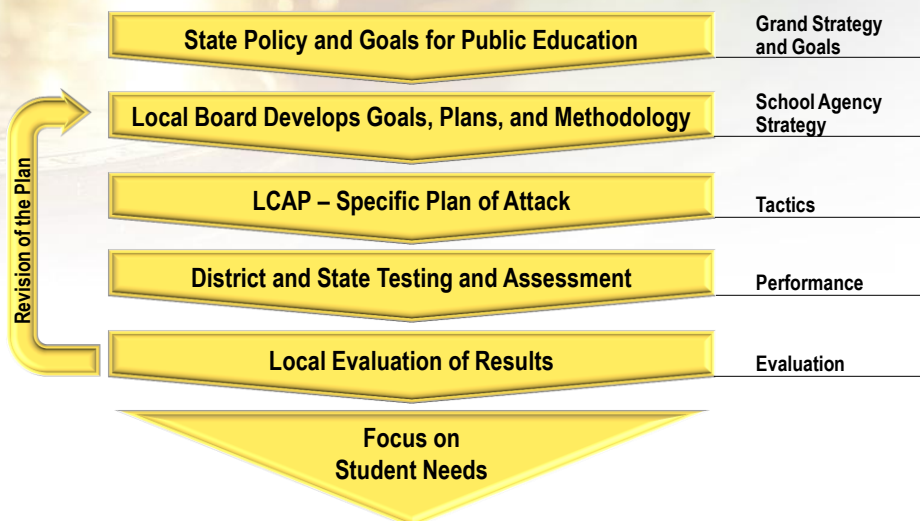 State Policy and Goals for Public Education
Grand Strategy
and Goals
Local Board Develops Goals, Plans, and Methodology
School Agency
Strategy
LCAP – Specific Plan of Attack
Tactics
District and State Testing and Assessment
Performance
Local Evaluation of Results
Evaluation
Revision of the Plan
Focus on
Student Needs